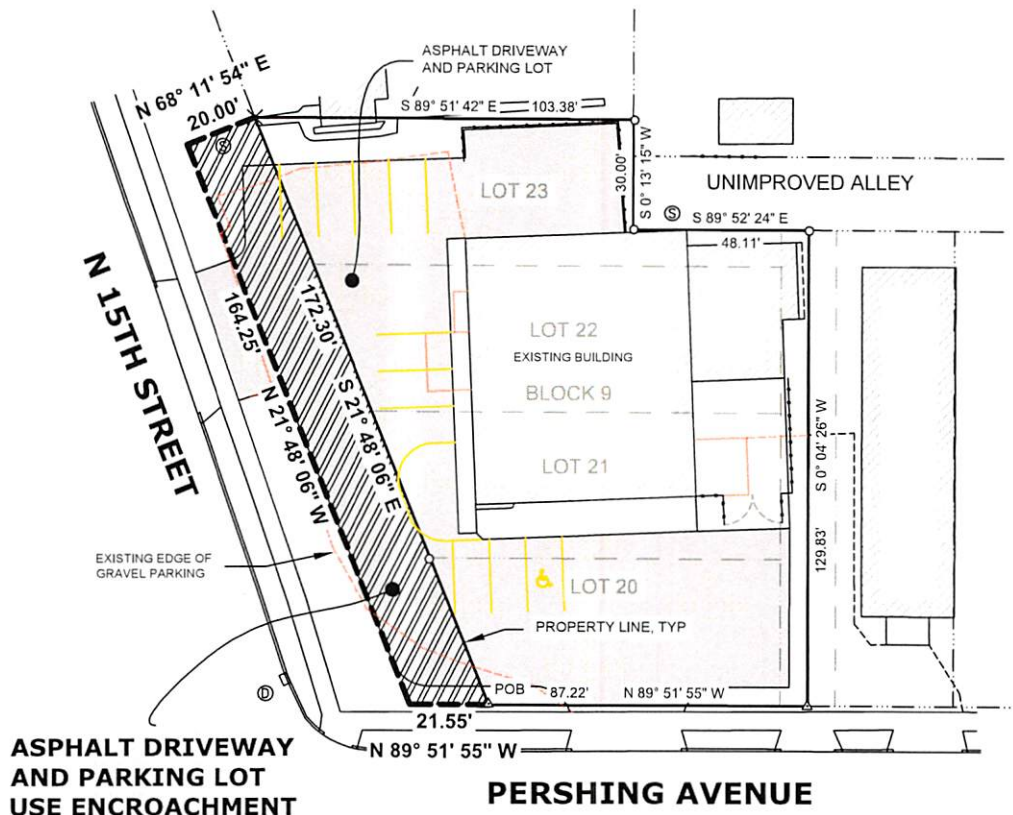 ASPHALT DRIVEWAY
AND PARKING LOT
N 68° 11' 54" E
20.00'
S 89° 51' 42" E 103.38'
S 0° 13' 15" W
30.00'
UNIMPROVED ALLEY
S
S
S 89° 52' 24" E
48.11'
LOT 23
N 15TH STREET
164.25'
N 21° 48' 06" W
172.30'
S 21° 48' 06" E
LOT 22
EXISTING BUILDING
BLOCK 9
LOT 21
S 0° 04' 26" W
129.83'
EXISTING EDGE OF
GRAVEL PARKING
LOT 20
PROPERTY LINE, TYP
D
POB
87.22'
N 89° 51' 55" W
21.55'
N 89° 51' 55" W
ASPHALT DRIVEWAY
AND PARKING LOT
USE ENCROACHMENT
PERSHING AVENUE